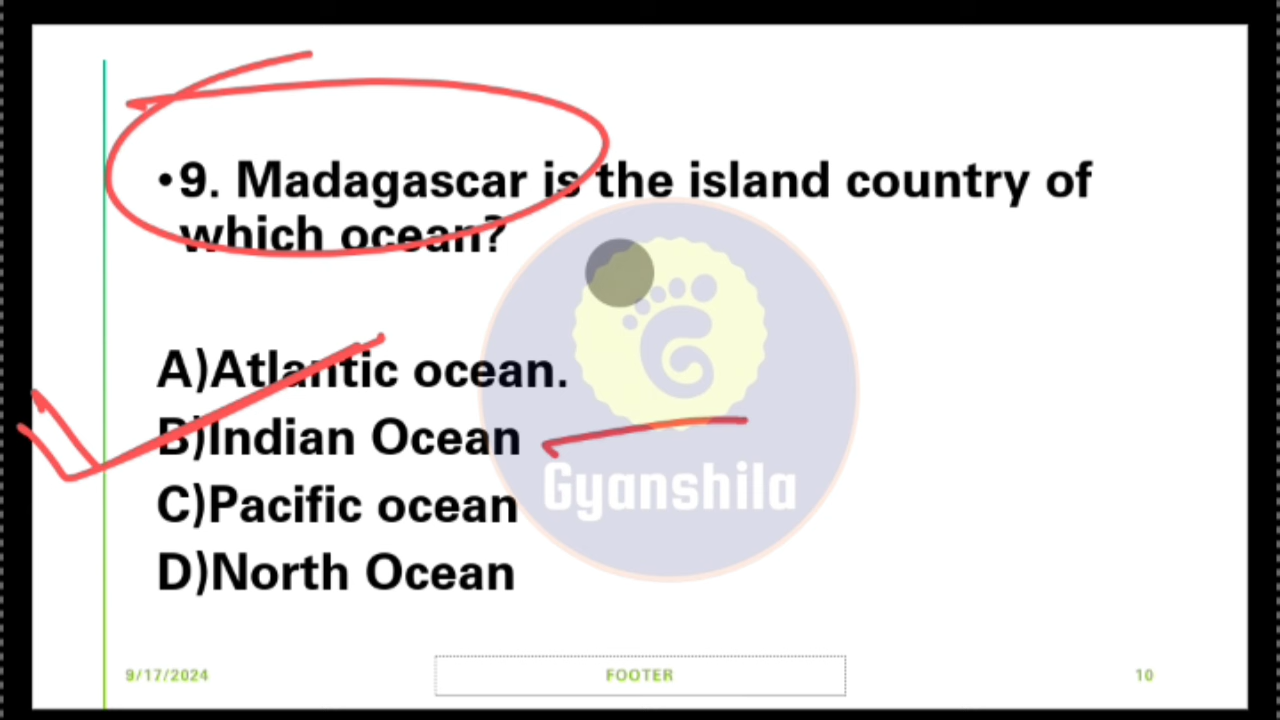 •9. Madagascar is the island country of
which ocean?
A)Atlantic ocean.
B)Indian Ocean
C)Pacific ocean
Gyanshila
D)North Ocean
9/17/2024 FOOTER 10